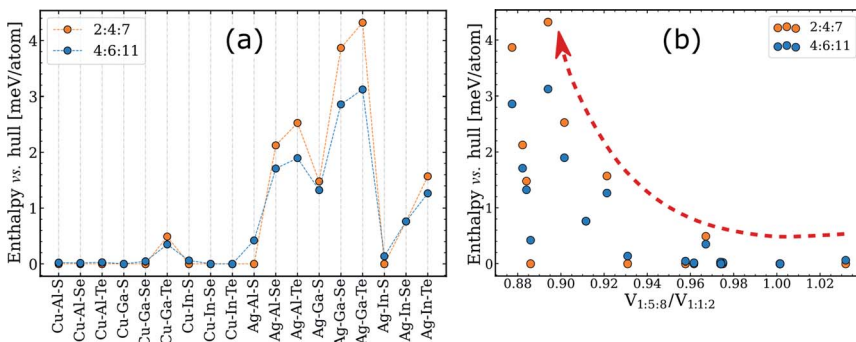 (a)
2:4:7
4:6:11
Enthalpy vs. hull [meV/atom]
4
3
2
1
0
Cu-Al-S
Cu-Al-Se
Cu-Al-Te
Cu-Ga-S
Cu-Ga-Se
Cu-Ga-Te
Cu-In-S
Cu-In-Se
Cu-In-Te
Ag-Al-S
Ag-Al-Se
Ag-Al-Te
Ag-Ga-S
Ag-Ga-Se
Ag-Ga-Te
Ag-In-S
Ag-In-Se
Ag-In-Te
(b)
2:4:7
4:6:11
Enthalpy vs. hull [meV/atom]
4
3
2
1
0
0.88 0.90 0.92 0.94 0.96 0.98 1.00 1.02
V1:5:8/V1:1:2